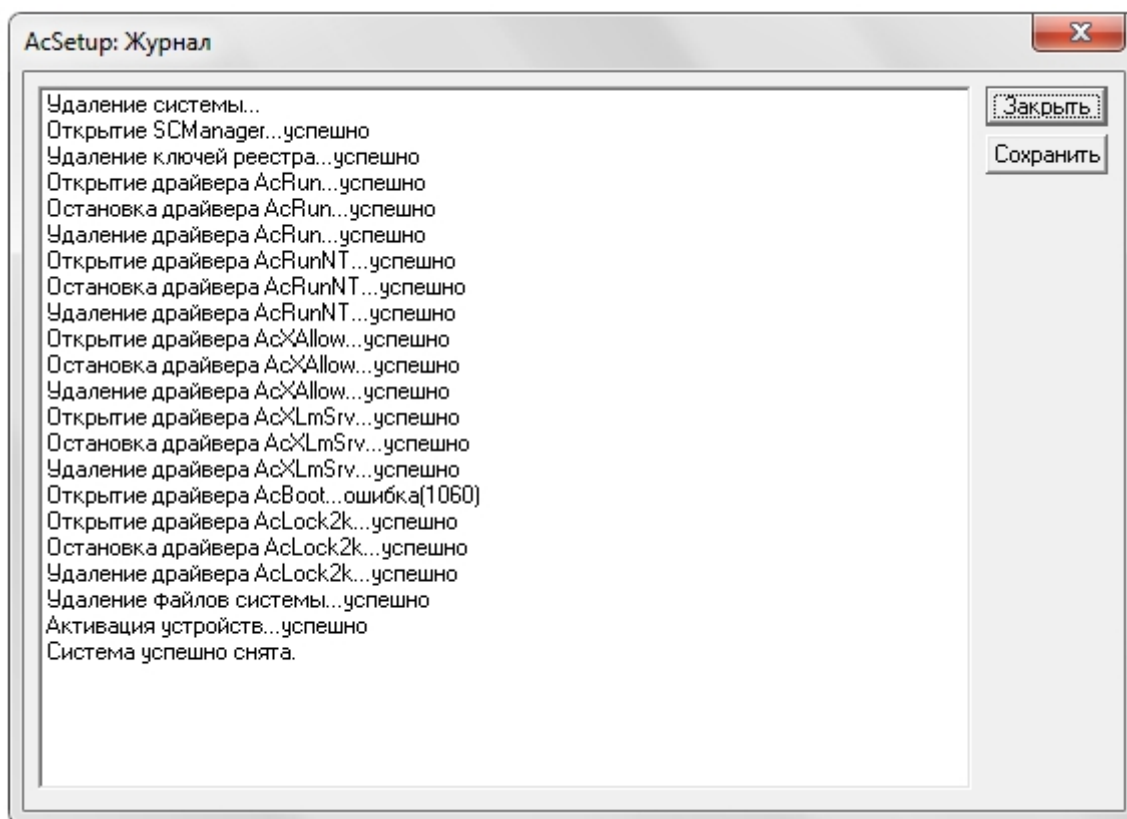 AcSetup: Журнал
Удаление системы...
Открытие SCManager...успешно
Удаление ключей реестра...успешно
Открытие драйвера AcRun...успешно
Остановка драйвера AcRun...успешно
Удаление драйвера AcRun...успешно
Открытие драйвера AcRunNT...успешно
Остановка драйвера AcRunNT...успешно
Удаление драйвера AcRunNT...успешно
Открытие драйвера AcXAllow...успешно
Остановка драйвера AcXAllow...успешно
Удаление драйвера AcXAllow...успешно
Открытие драйвера AcXLmSrv...успешно
Остановка драйвера AcXLmSrv...успешно
Удаление драйвера AcXLmSrv...успешно
Открытие драйвера AcBoot...ошибка(1060)
Открытие драйвера AcLock2k...успешно
Остановка драйвера AcLock2k...успешно
Удаление драйвера AcLock2k...успешно
Удаление файлов системы...успешно
Активация устройств...успешно
Система успешно снята.
Закрыть
Сохранить